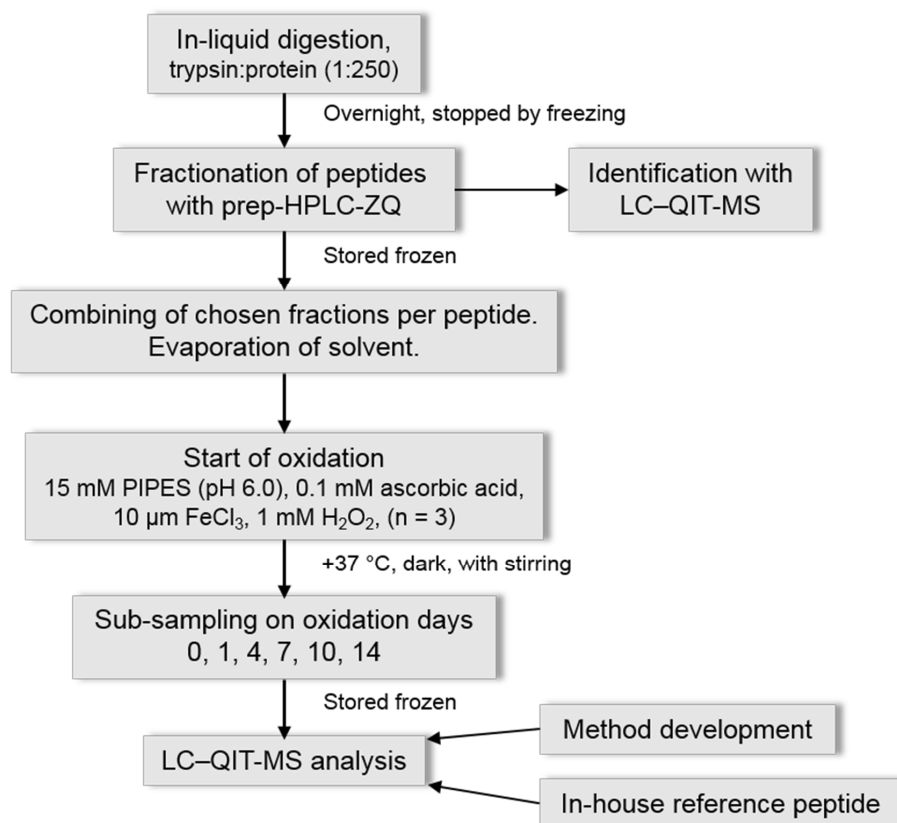 In-liquid digestion,
trypsin:protein (1:250)
Overnight, stopped by freezing
Fractionation of peptides
with prep-HPLC-ZQ
Identification with
LC–QIT-MS
Stored frozen
Combining of chosen fractions per peptide.
Evaporation of solvent.
Start of oxidation
15 mM PIPES (pH 6.0), 0.1 mM ascorbic acid,
10 µm FeCl₃, 1 mM H₂O₂, (n = 3)
+37 °C, dark, with stirring
Sub-sampling on oxidation days
0, 1, 4, 7, 10, 14
Stored frozen
LC–QIT-MS analysis
Method development
In-house reference peptide